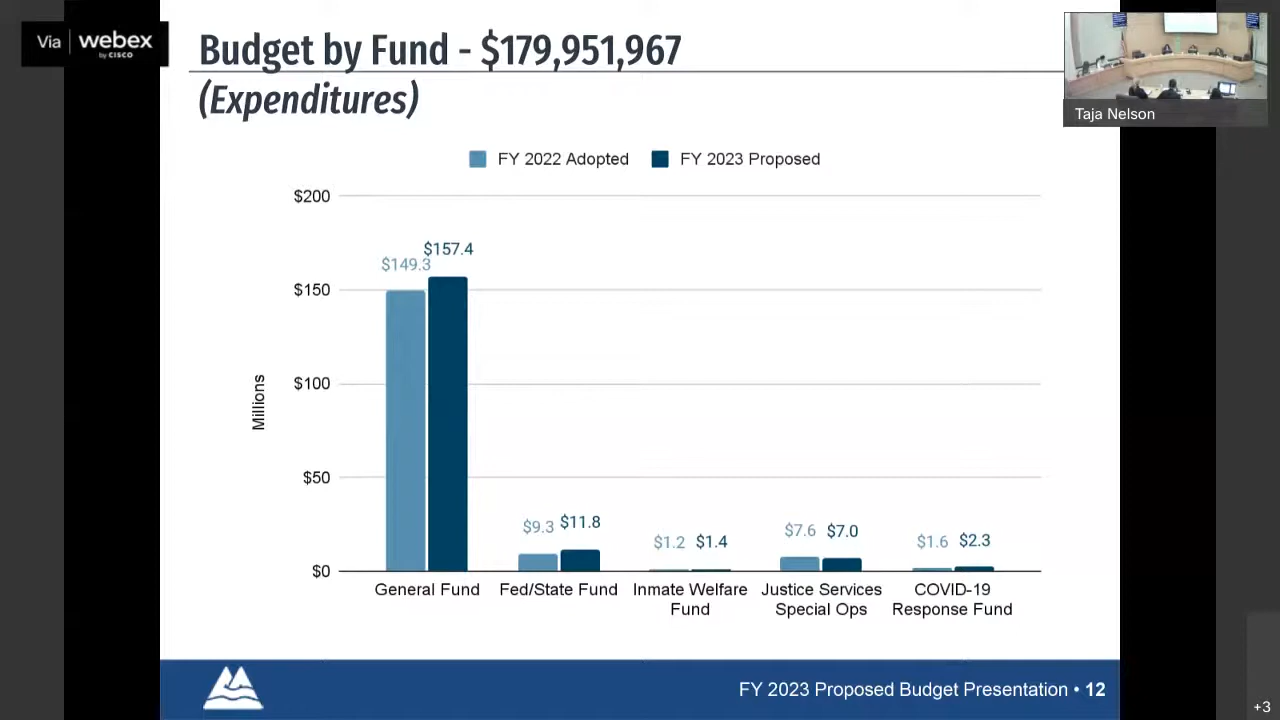 Via webex
by CISCO
Budget by Fund - $179,951,967
(Expenditures)
Taja Nelson
FY 2022 Adopted FY 2023 Proposed
$200
$150
$100
$50
$0
Millions
$149.3 $157.4
$9.3 $11.8
$1.2 $1.4
$7.6 $7.0
$1.6 $2.3
General Fund
Fed/State Fund
Inmate Welfare
Fund
Justice Services
Special Ops
COVID-19
Response Fund
FY 2023 Proposed Budget Presentation • 12
+3